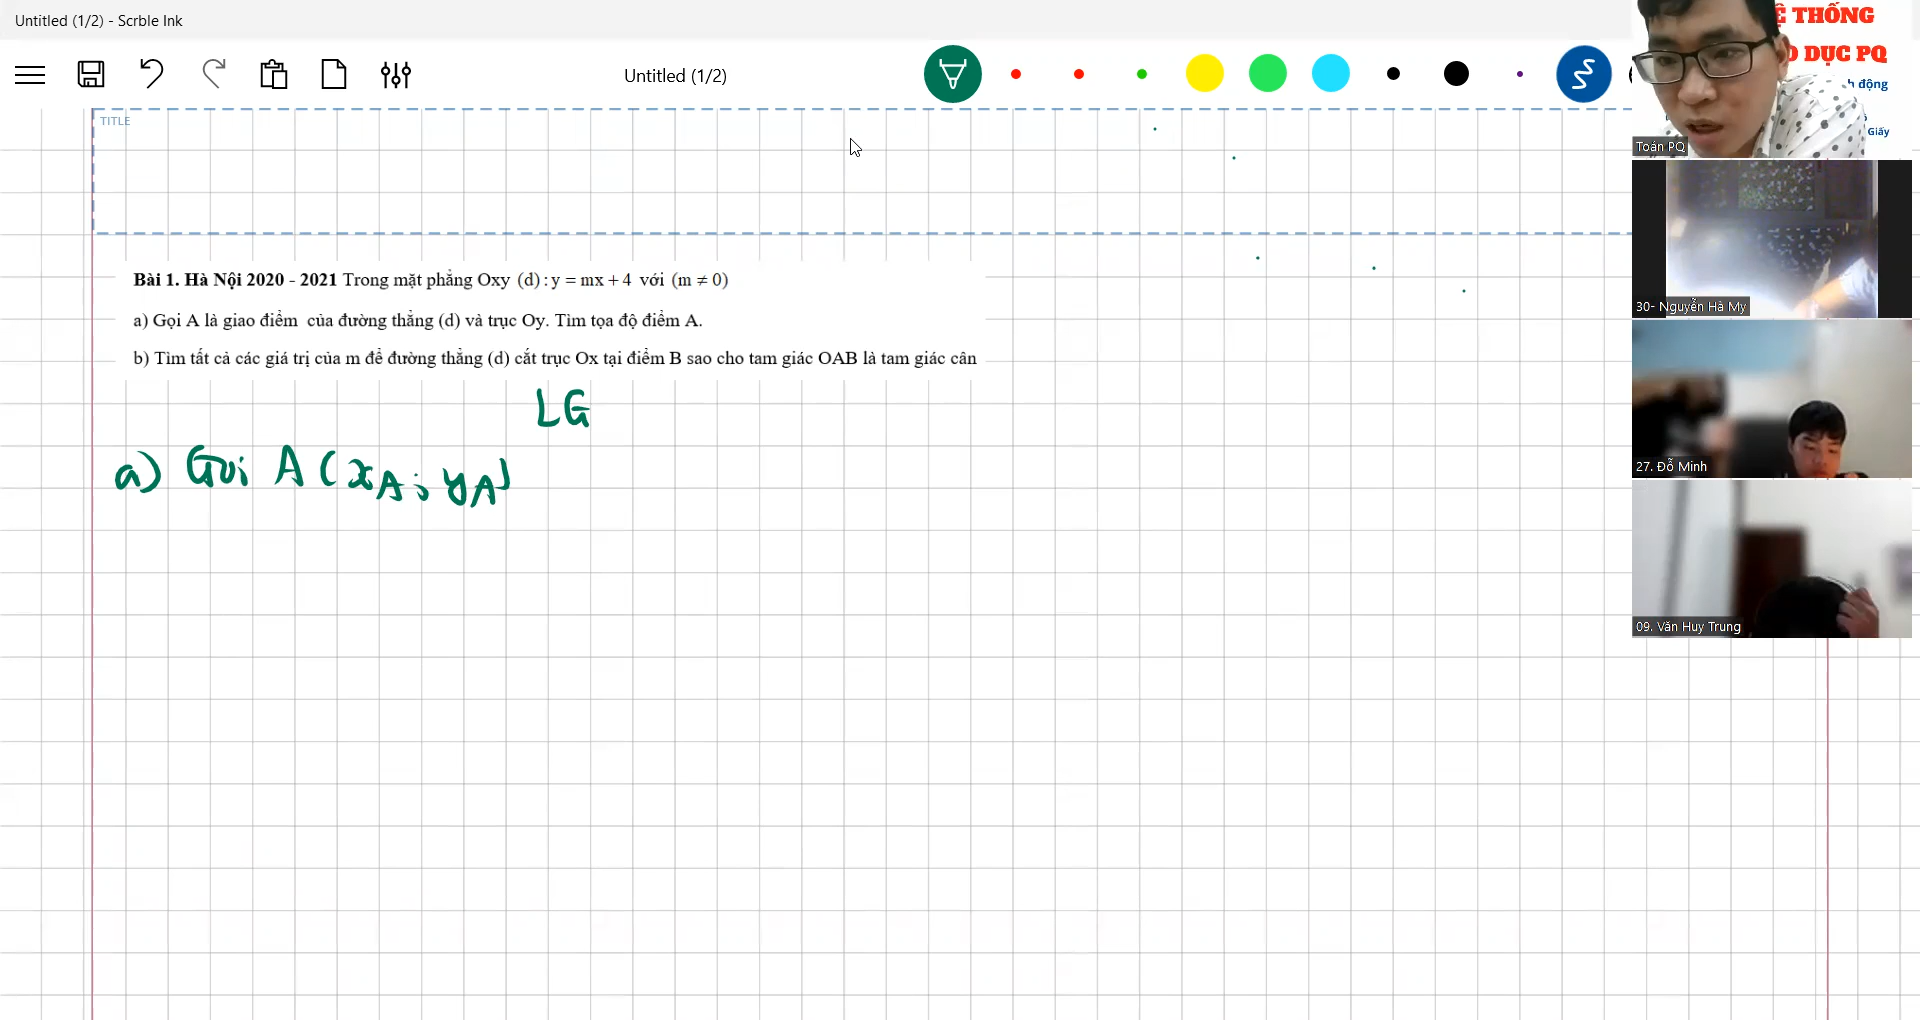 Untitled (1/2) - Scrble Ink
Untitled (1/2)
TITLE
Bài 1. Hà Nội 2020 - 2021 Trong mặt phẳng Oxy (d) : y = mx + 4 với (m ≠ 0)
a) Gọi A là giao điểm của đường thẳng (d) và trục Oy. Tìm tọa độ điểm A.
b) Tìm tất cả các giá trị của m để đường thẳng (d) cắt trục Ox tại điểm B sao cho tam giác OAB là tam giác cân
LG
a) Gọi A (xA; yA)
Ệ THỐNG
O DỤC PQ
h động
Giấy
Toán PQ
30- Nguyễn Hà My
27. Đỗ Minh
09. Văn Huy Trung